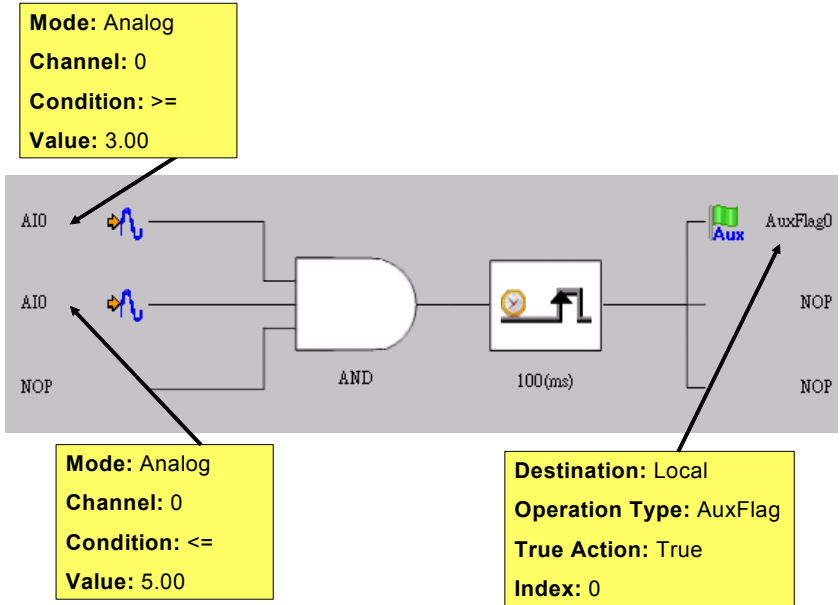 Mode: Analog
Channel: 0
Condition: >=
Value: 3.00
AI0
Aux
AuxFlag0
AI0
NOP
NOP
AND
100(ms)
NOP
Mode: Analog
Channel: 0
Condition: <=
Value: 5.00
Destination: Local
Operation Type: AuxFlag
True Action: True
Index: 0